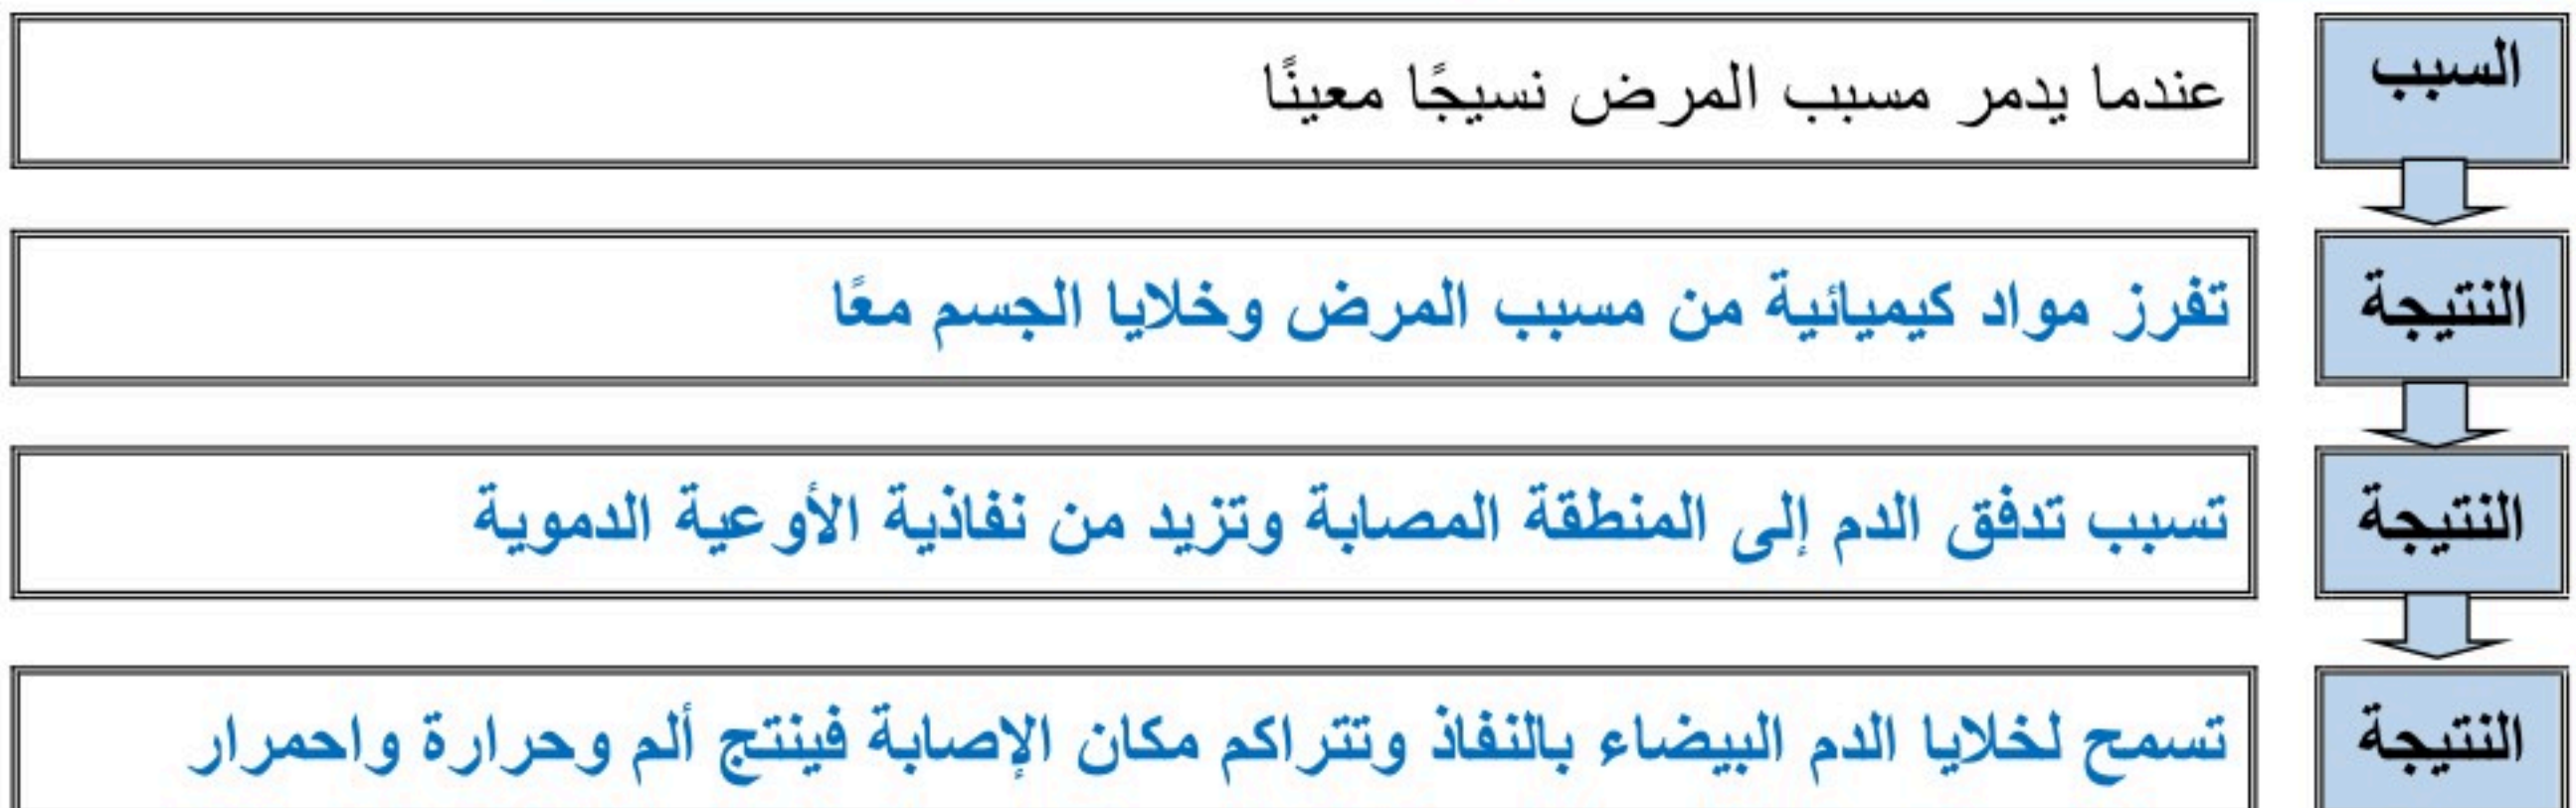 السبب
عندما يدمر مسبب المرض نسيجًا معينًا
النتيجة
تفرز مواد كيميائية من مسبب المرض وخلايا الجسم معًا
النتيجة
تسبب تدفق الدم إلى المنطقة المصابة وتزيد من نفاذية الأوعية الدموية
النتيجة
تسمح لخلايا الدم البيضاء بالنفاذ وتتراكم مكان الإصابة فينتج ألم وحرارة واحمرار